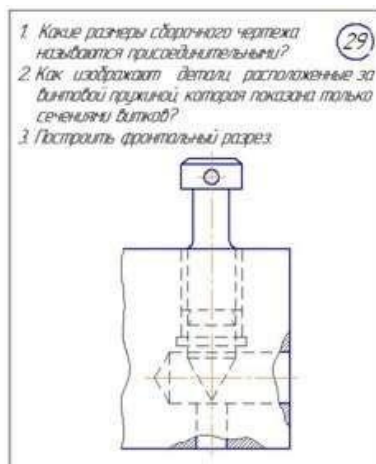 1. Какие размеры сборочного чертежа
называются присоединительными?
29
2. Как изображают детали, расположенные за
винтовой пружиной, которая показана только
сечениями витков?
3. Построить фронтальный разрез.